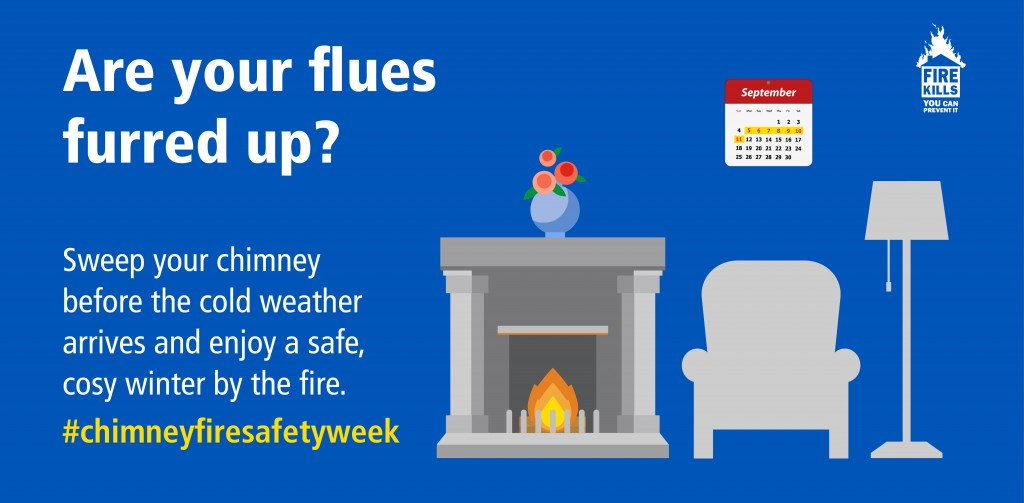 Are your flues
furred up?
Sweep your chimney
before the cold weather
arrives and enjoy a safe,
cosy winter by the fire.
#chimneyfiresafetyweek
September
1 2 3
4 5 6 7 8 9 10
11 12 13 14 15 16 17
18 19 20 21 22 23 24
25 26 27 28 29 30
FIRE
KILLS
YOU CAN
PREVENT IT